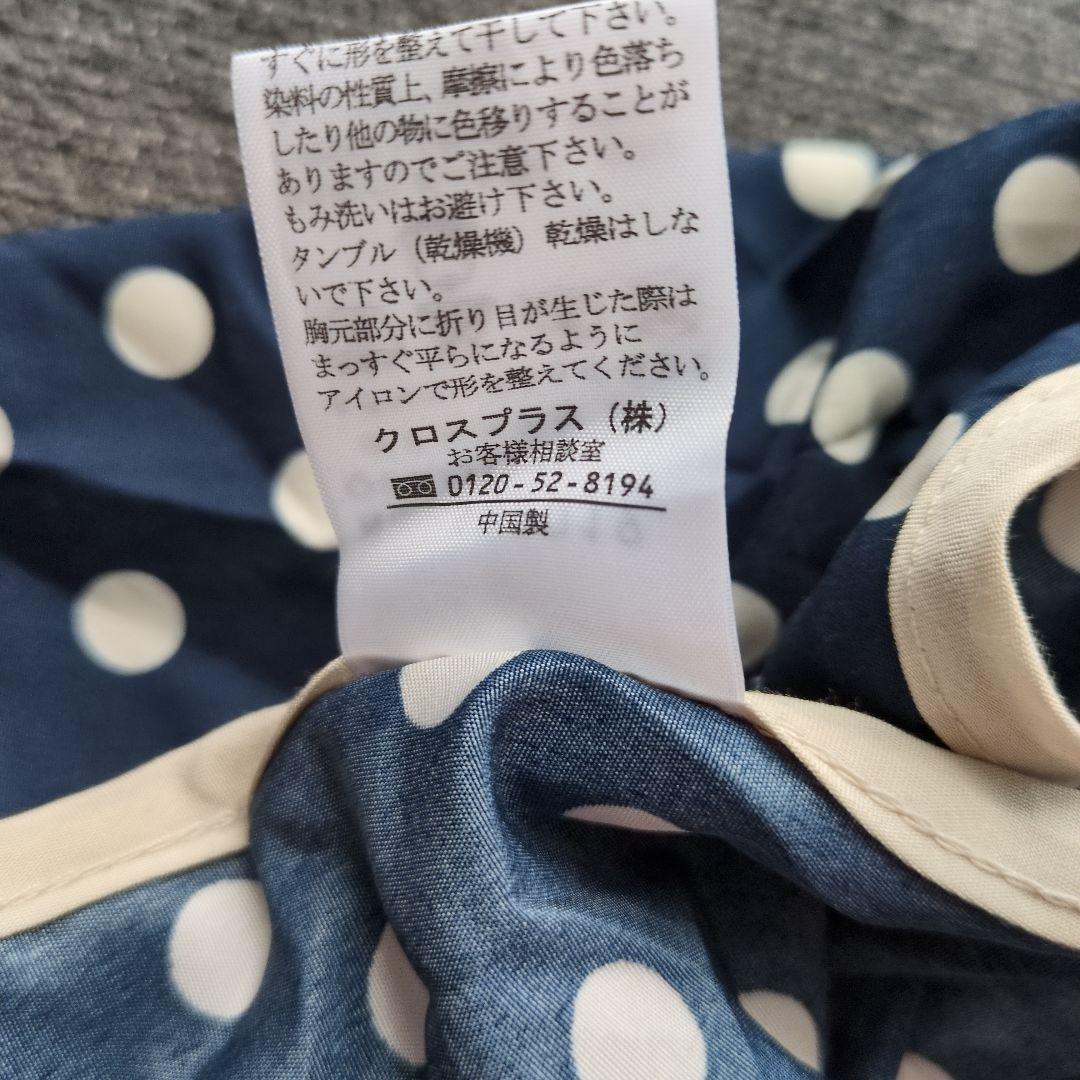 すぐに形を整えて干して下さい。
染料の性質上、摩擦により色落ち
したり他の物に色移りすることが
ありますのでご注意下さい。
もみ洗いはお避け下さい。
タンブル（乾燥機）乾燥はしな
いで下さい。
胸元部分に折り目が生じた際は
まっすぐ平らになるように
アイロンで形を整えてください。
クロスプラス（株）
お客様相談室
0120-52-8194
中国製